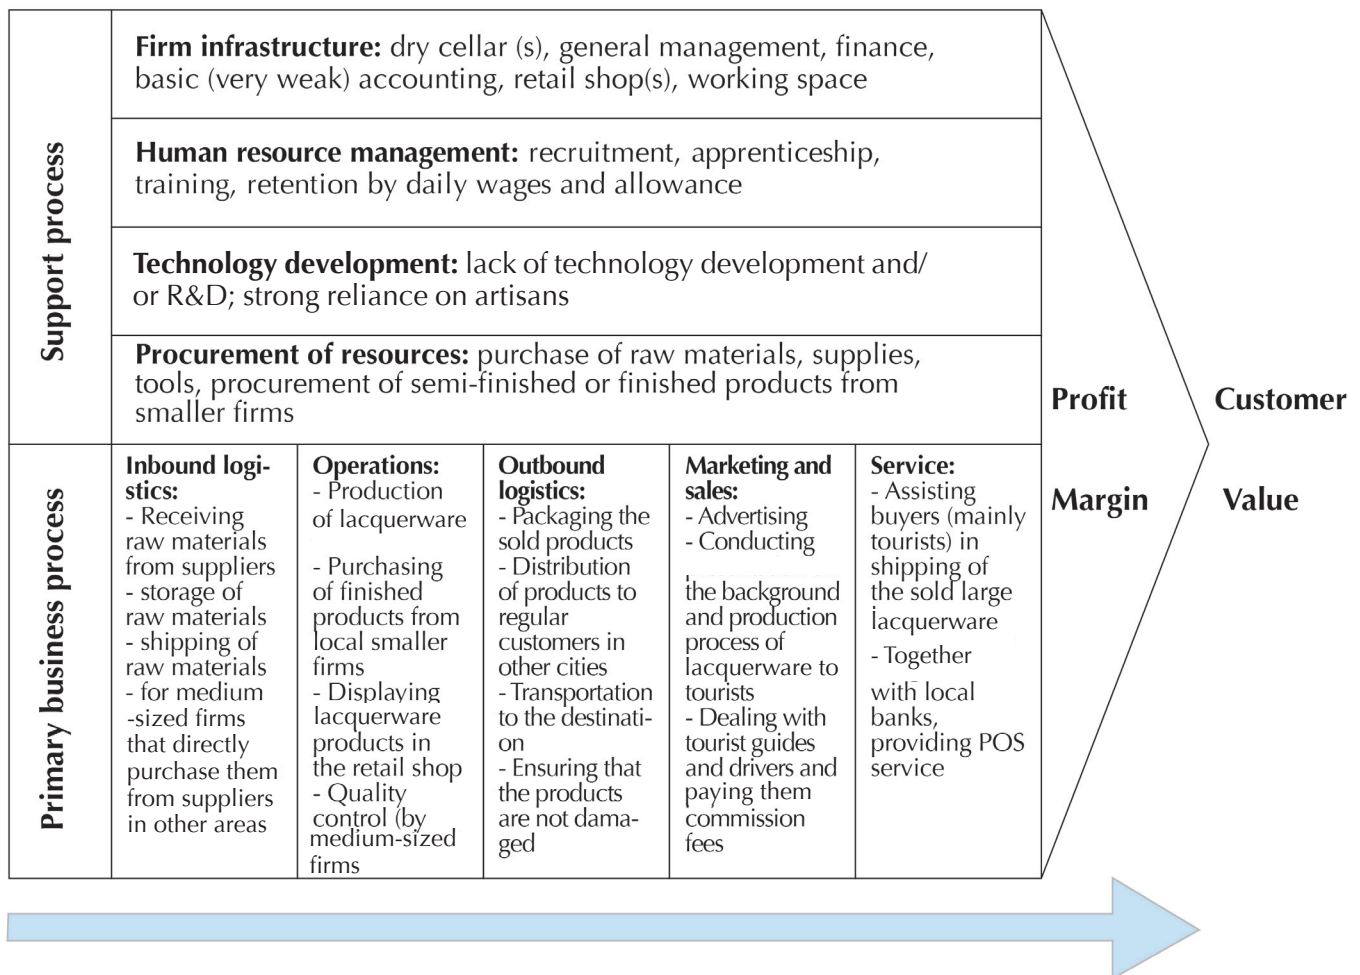 Support process
Firm infrastructure: dry cellar (s), general management, finance,
basic (very weak) accounting, retail shop(s), working space
Human resource management: recruitment, apprenticeship,
training, retention by daily wages and allowance
Technology development: lack of technology development and/
or R&D; strong reliance on artisans
Procurement of resources: purchase of raw materials, supplies,
tools, procurement of semi-finished or finished products from
smaller firms
Primary business process
Inbound logi-
stics:
- Receiving
raw materials
from suppliers
- storage of
raw materials
- shipping of
raw materials
- for medium
-sized firms
that directly
purchase them
from suppliers
in other areas
Operations:
- Production
of lacquerware
- Purchasing
of finished
products from
local smaller
firms
- Displaying
lacquerware
products in
the retail shop
- Quality
control (by
medium-sized
firms
Outbound
logistics:
- Packaging the
sold products
- Distribution
of products to
regular
customers in
other cities
- Transportation
to the destinati-
on
- Ensuring that
the products
are not dama-
ged
Marketing and
sales:
- Advertising
- Conducting
the background
and production
process of
lacquerware to
tourists
- Dealing with
tourist guides
and drivers and
paying them
commission
fees
Service:
- Assisting
buyers (mainly
tourists) in
shipping of
the sold large
lacquerware
- Together
with local
banks,
providing POS
service
Profit
Margin
Customer
Value